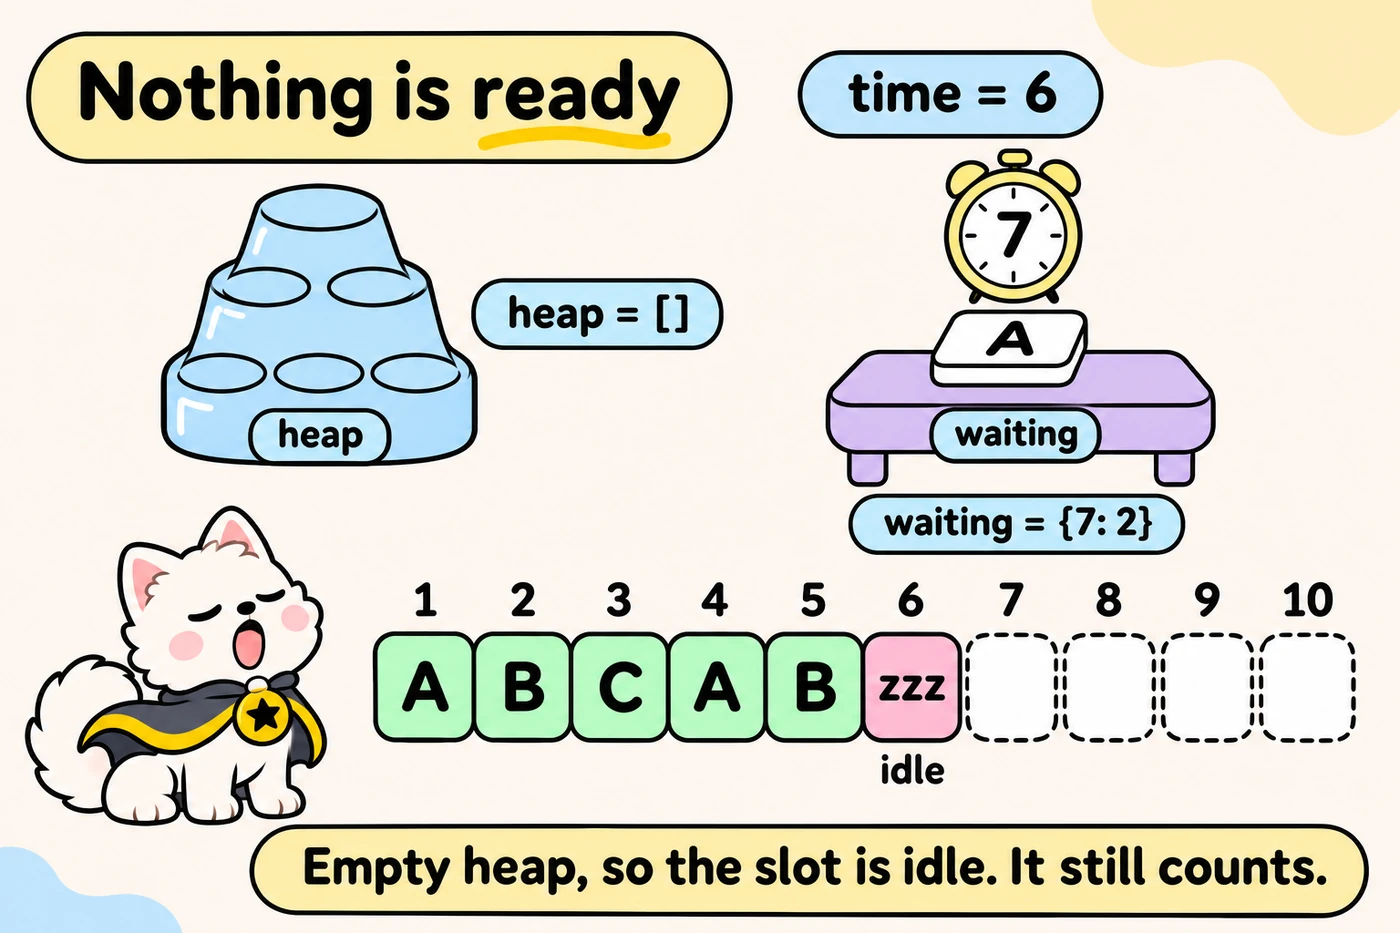 Nothing is ready
time = 6
7
heap = []
A
heap
waiting
waiting = {7: 2}
1 2 3 4 5 6 7 8 9 10
A B C A B zzz
idle
Empty heap, so the slot is idle. It still counts.